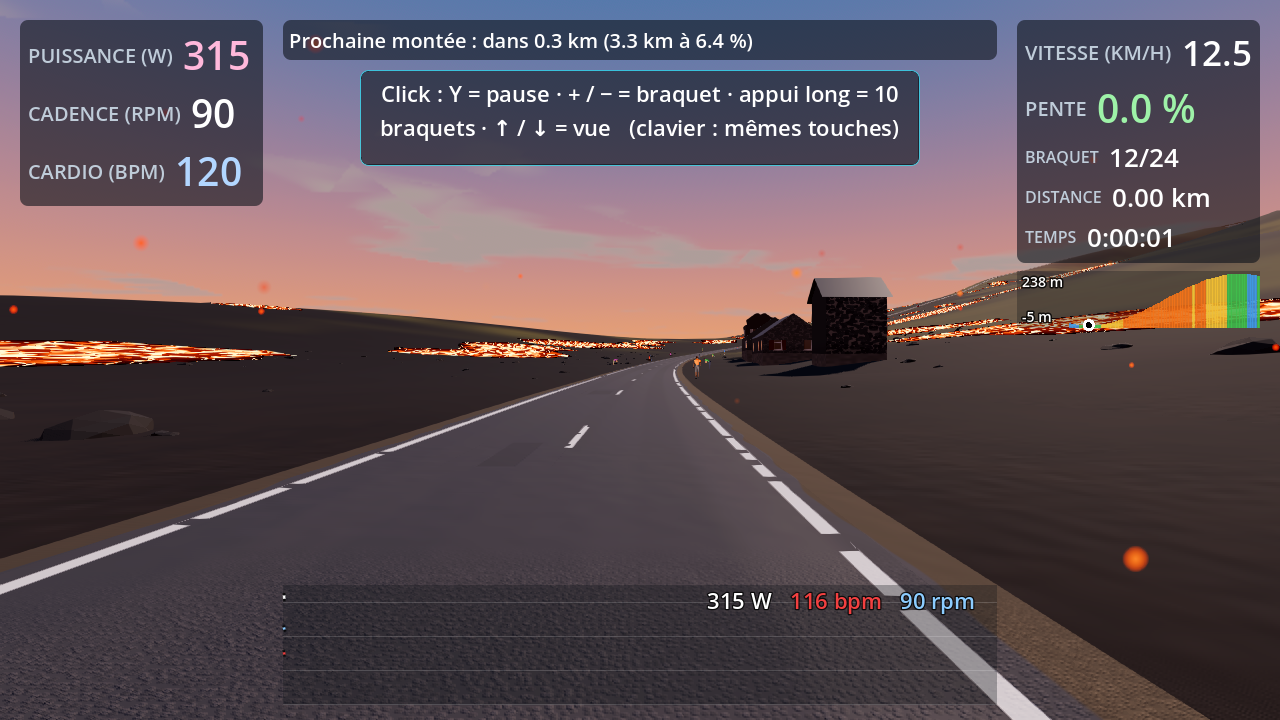 PUISSANCE (W) 315
CADENCE (RPM) 90
CARDIO (BPM) 120
Prochaine montée : dans 0.3 km (3.3 km à 6.4 %)
Click : Y = pause · + / − = braquet · appui long = 10
braquets · ↑ / ↓ = vue (clavier : mêmes touches)
VITESSE (KM/H) 12.5
PENTE 0.0 %
BRAQUET 12/24
DISTANCE 0.00 km
TEMPS 0:00:01
238 m
-5 m
315 W 116 bpm 90 rpm